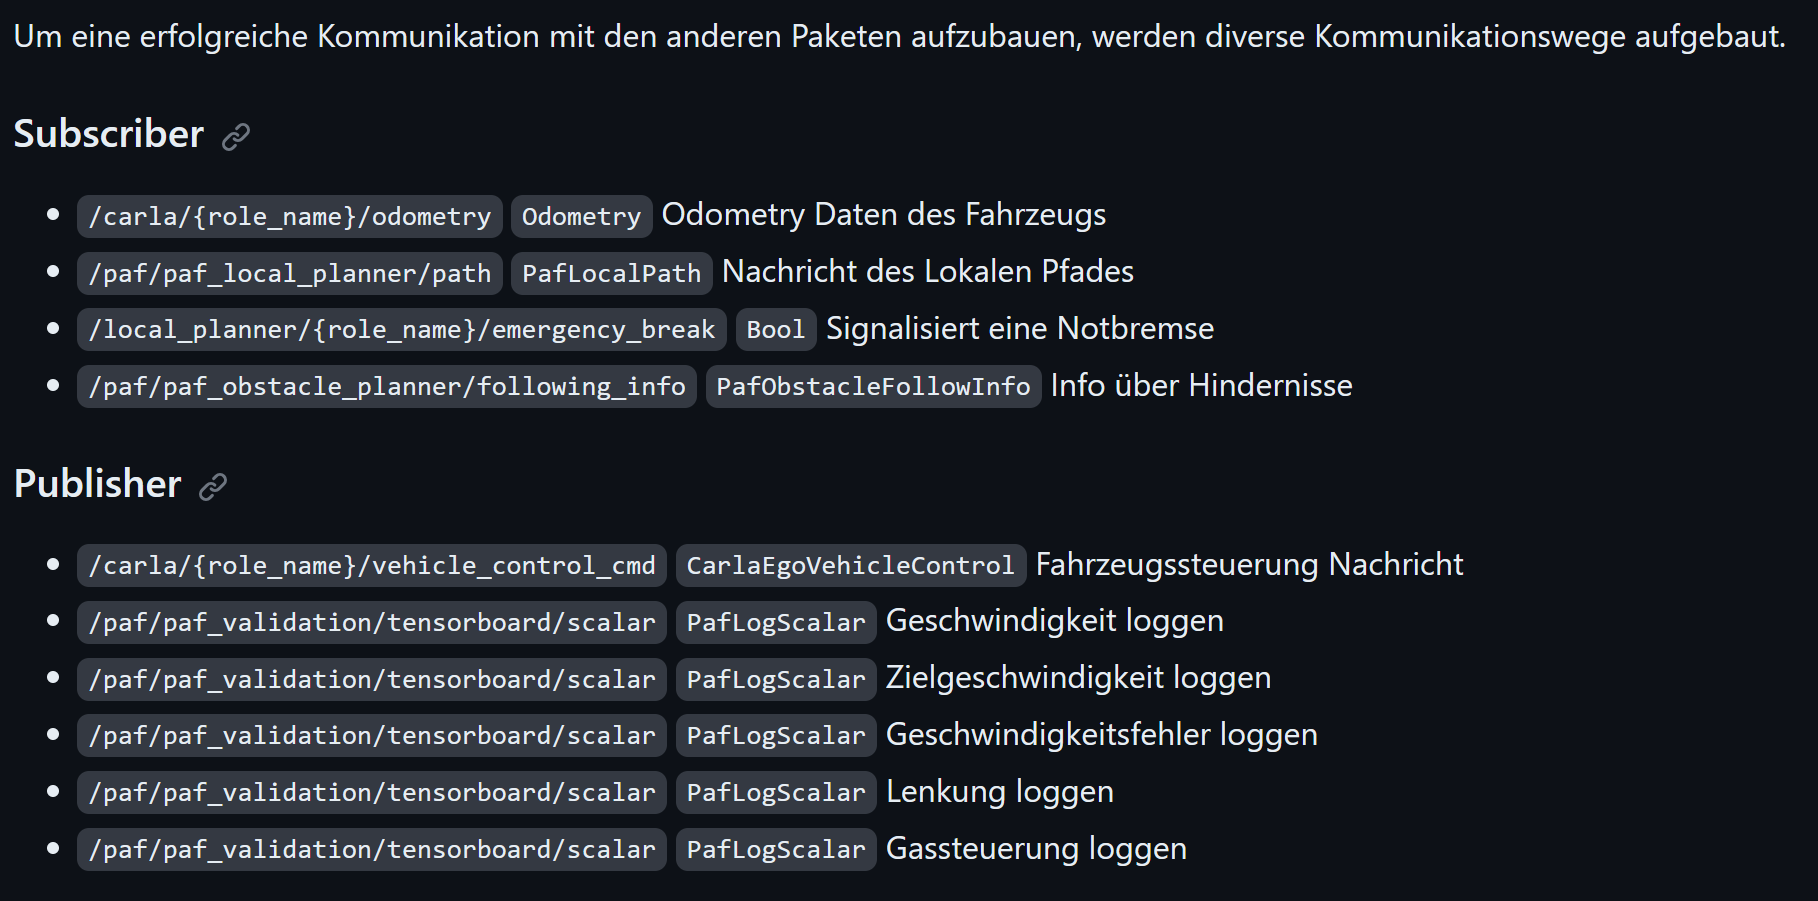 Um eine erfolgreiche Kommunikation mit den anderen Paketen aufzubauen, werden diverse Kommunikationswege aufgebaut.
Subscriber
/carla/{role_name}/odometry Odometry Odometry Daten des Fahrzeugs
/paf/paf_local_planner/path PafLocalPath Nachricht des Lokalen Pfades
/local_planner/{role_name}/emergency_break Bool Signalisiert eine Notbremse
/paf/paf_obstacle_planner/following_info PafObstacleFollowInfo Info über Hindernisse
Publisher
/carla/{role_name}/vehicle_control_cmd CarlaEgoVehicleControl Fahrzeugssteuerung Nachricht
/paf/paf_validation/tensorboard/scalar PafLogScalar Geschwindigkeit loggen
/paf/paf_validation/tensorboard/scalar PafLogScalar Zielgeschwindigkeit loggen
/paf/paf_validation/tensorboard/scalar PafLogScalar Geschwindigkeitsfehler loggen
/paf/paf_validation/tensorboard/scalar PafLogScalar Lenkung loggen
/paf/paf_validation/tensorboard/scalar PafLogScalar Gassteuerung loggen